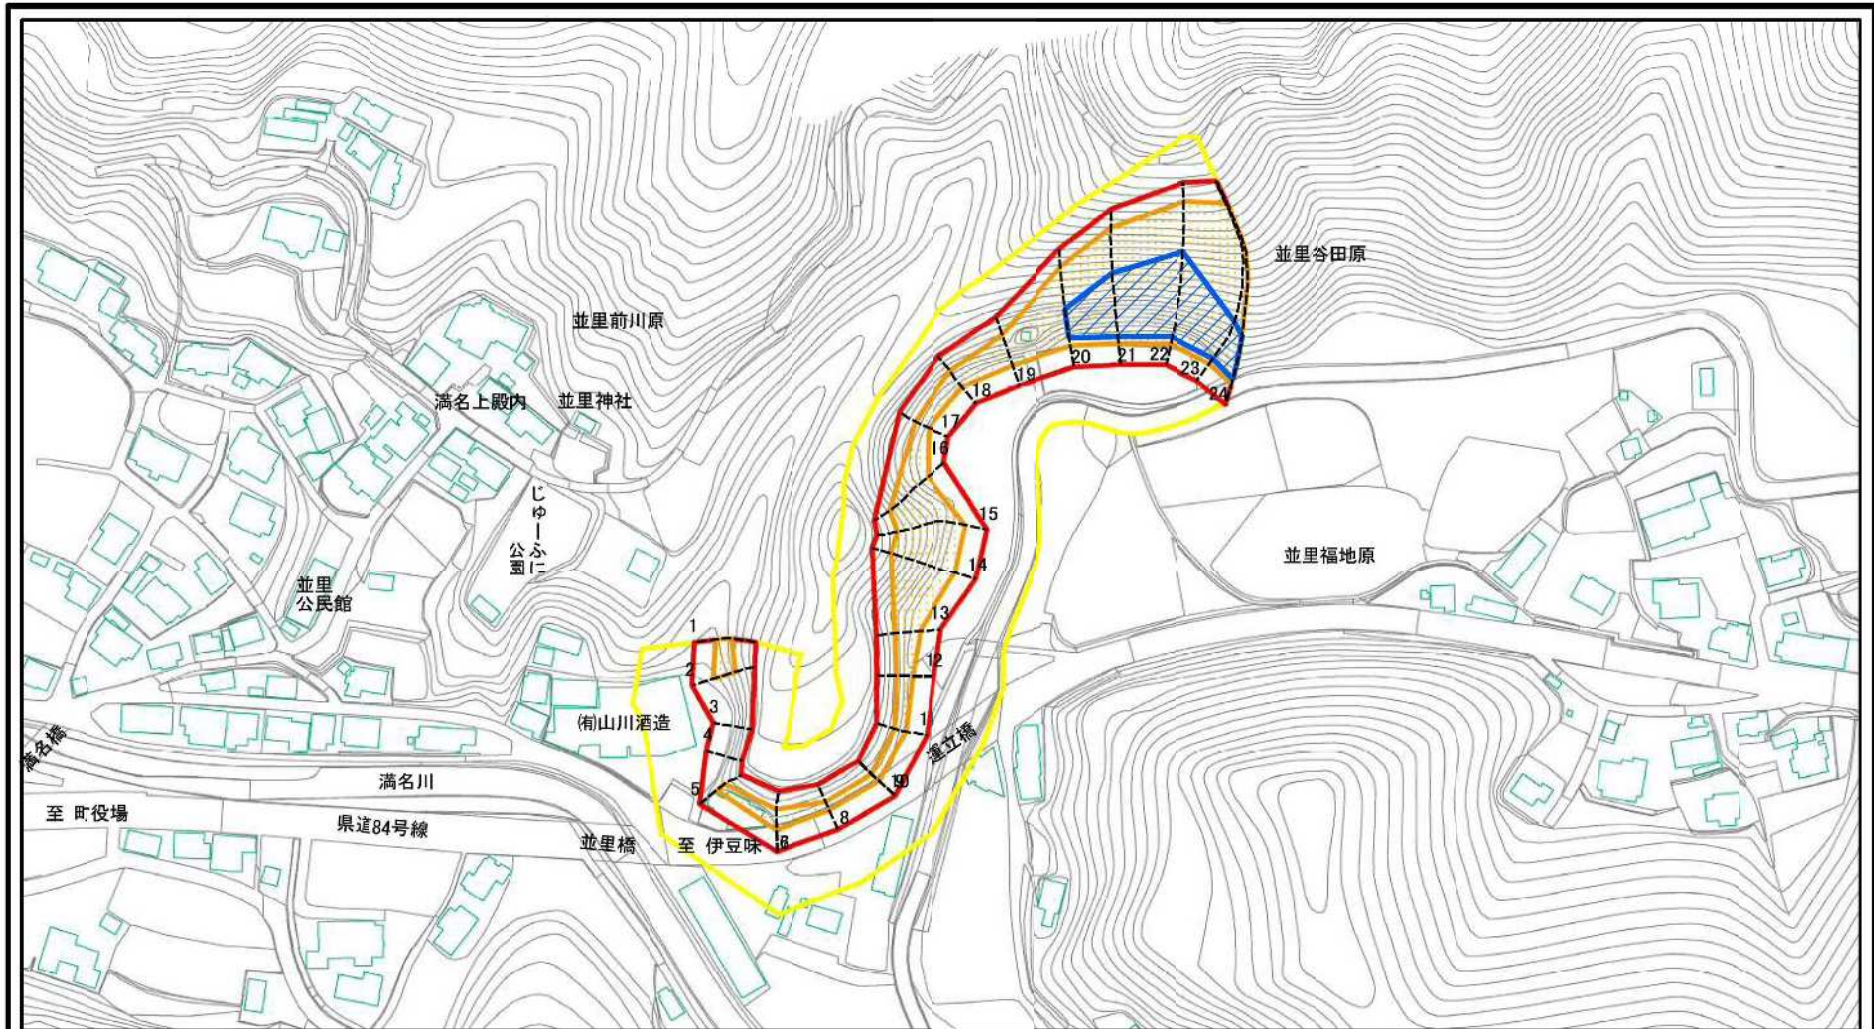 並里谷田原
並里前川原
満名上殿内
並里神社
じゅーふに
公園
並里
公民館
並里福地原
(有)山川酒造
満名橋
満名川
至 町役場
県道84号線
並里橋
至 伊豆味
運立橋
1
2
3
4
5
8
12
13
14
15
16
17
18
19
20
21
22
23
24